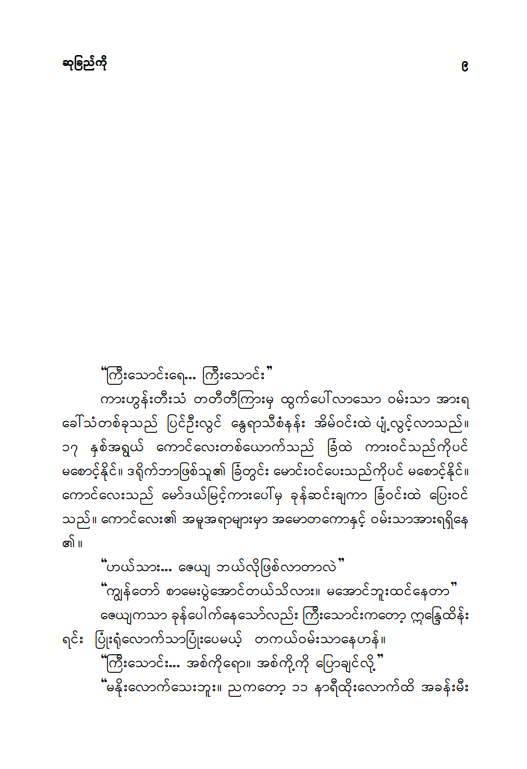 ဆုခြည်ကို ၉
“ကြီးသောင်းရေ... ကြီးသောင်း”
ကားဟွန်းတီးသံ တတီတီကြားမှ ထွက်ပေါ်လာသော ဝမ်းသာ အားရ
ခေါ်သံတစ်ခုသည် ပြင်ဦးလွင် နွေရာသီစံနန်း အိမ်ဝင်းထဲ ပျံ့လွင့်လာသည်။
၁၇ နှစ်အရွယ် ကောင်လေးတစ်ယောက်သည် ခြံထဲ ကားဝင်သည်ကိုပင်
မစောင့်နိုင်။ ဒရိုက်ဘာဖြစ်သူ၏ ခြံတွင်း မောင်းဝင်ပေးသည်ကိုပင် မစောင့်နိုင်။
ကောင်လေးသည် မော်ဒယ်မြင့်ကားပေါ်မှ ခုန်ဆင်းချကာ ခြံဝင်းထဲ ပြေးဝင်
သည်။ ကောင်လေး၏ အမူအရာများမှာ အမောတကောနှင့် ဝမ်းသာအားရရှိနေ
၏။
“ဟယ်သား... ဇေယျ ဘယ်လိုဖြစ်လာတာလဲ”
“ကျွန်တော် စာမေးပွဲအောင်တယ်သိလား။ မအောင်ဘူးထင်နေတာ”
ဇေယျကသာ ခုန်ပေါက်နေသော်လည်း ကြီးသောင်းကတော့ ဣန္ဒြေထိန်း
ရင်း ပြုံးရုံလောက်သာပြုံးပေမယ့် တကယ်ဝမ်းသာနေဟန်။
“ကြီးသောင်း... အစ်ကိုရော။ အစ်ကို့ကို ပြောချင်လို့”
“မနိုးလောက်သေးဘူး။ ညကတော့ ၁၁ နာရီထိုးလောက်ထိ အခန်းမီး